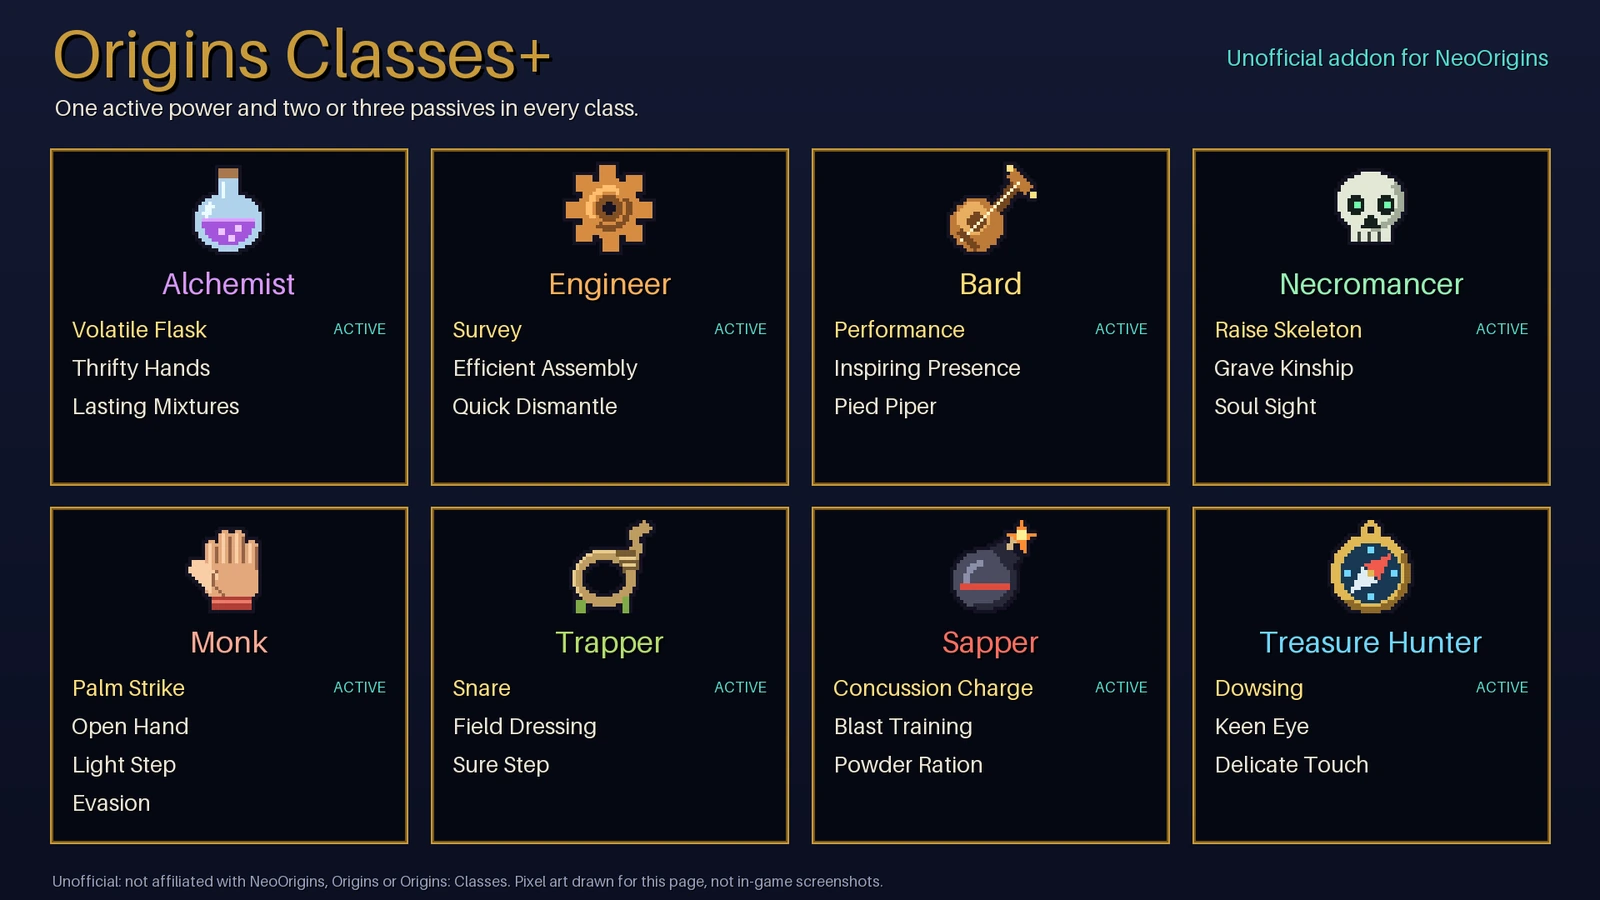 Origins Classes+
Unofficial addon for NeoOrigins
One active power and two or three passives in every class.
Alchemist
Volatile Flask ACTIVE
Thrifty Hands
Lasting Mixtures
Engineer
Survey ACTIVE
Efficient Assembly
Quick Dismantle
Bard
Performance ACTIVE
Inspiring Presence
Pied Piper
Necromancer
Raise Skeleton ACTIVE
Grave Kinship
Soul Sight
Monk
Palm Strike ACTIVE
Open Hand
Light Step
Evasion
Trapper
Snare ACTIVE
Field Dressing
Sure Step
Sapper
Concussion Charge ACTIVE
Blast Training
Powder Ration
Treasure Hunter
Dowsing ACTIVE
Keen Eye
Delicate Touch
Unofficial: not affiliated with NeoOrigins, Origins or Origins: Classes. Pixel art drawn for this page, not in-game screenshots.